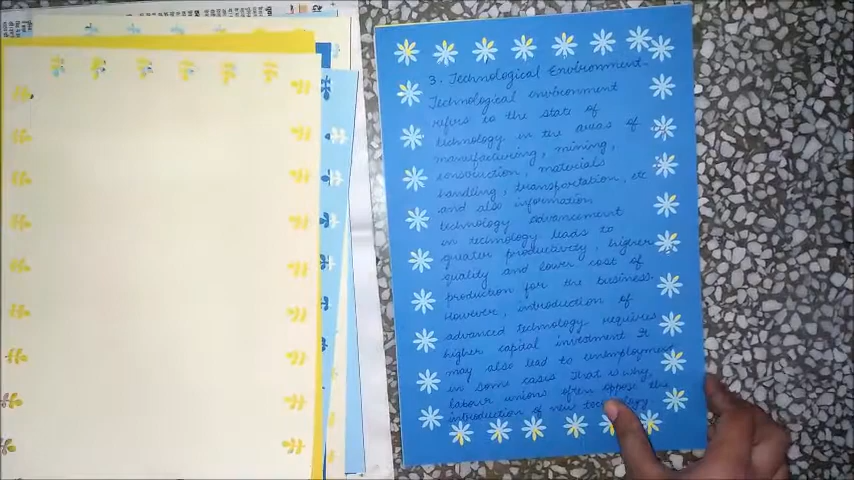 3. Technological Environment-
Technological environment
refers to the state of
technology in the areas of
manufacturing, mining,
construction, materials
handling, transportation, etc
and also information
technology advancement
in technology leads to
greater productivity, higher
quality and lower cost of
production for the business.
However, introduction of
advanced technology requires
higher capital investment It
may also lead to unemployment
in some cases That is why,
labour unions often oppose the
introduction of new technology